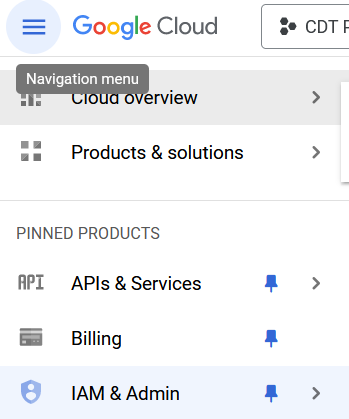 Google Cloud
CDT P
Navigation menu
Cloud overview
Products & solutions
PINNED PRODUCTS
API APIs & Services
Billing
IAM & Admin